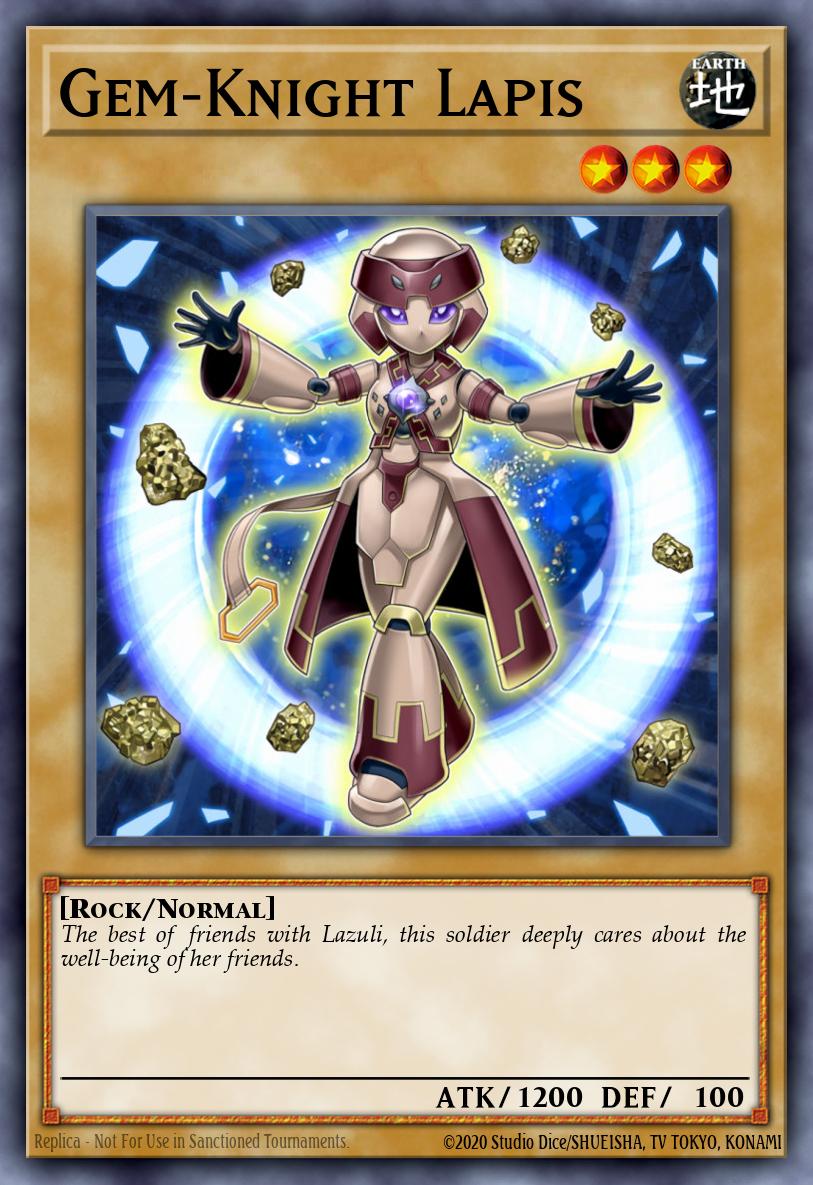 Gem-Knight Lapis
EARTH
地
[Rock/Normal]
The best of friends with Lazuli, this soldier deeply cares about the
well-being of her friends.
ATK/1200 DEF/ 100
Replica - Not For Use in Sanctioned Tournaments.
©2020 Studio Dice/SHUEISHA, TV TOKYO, KONAMI